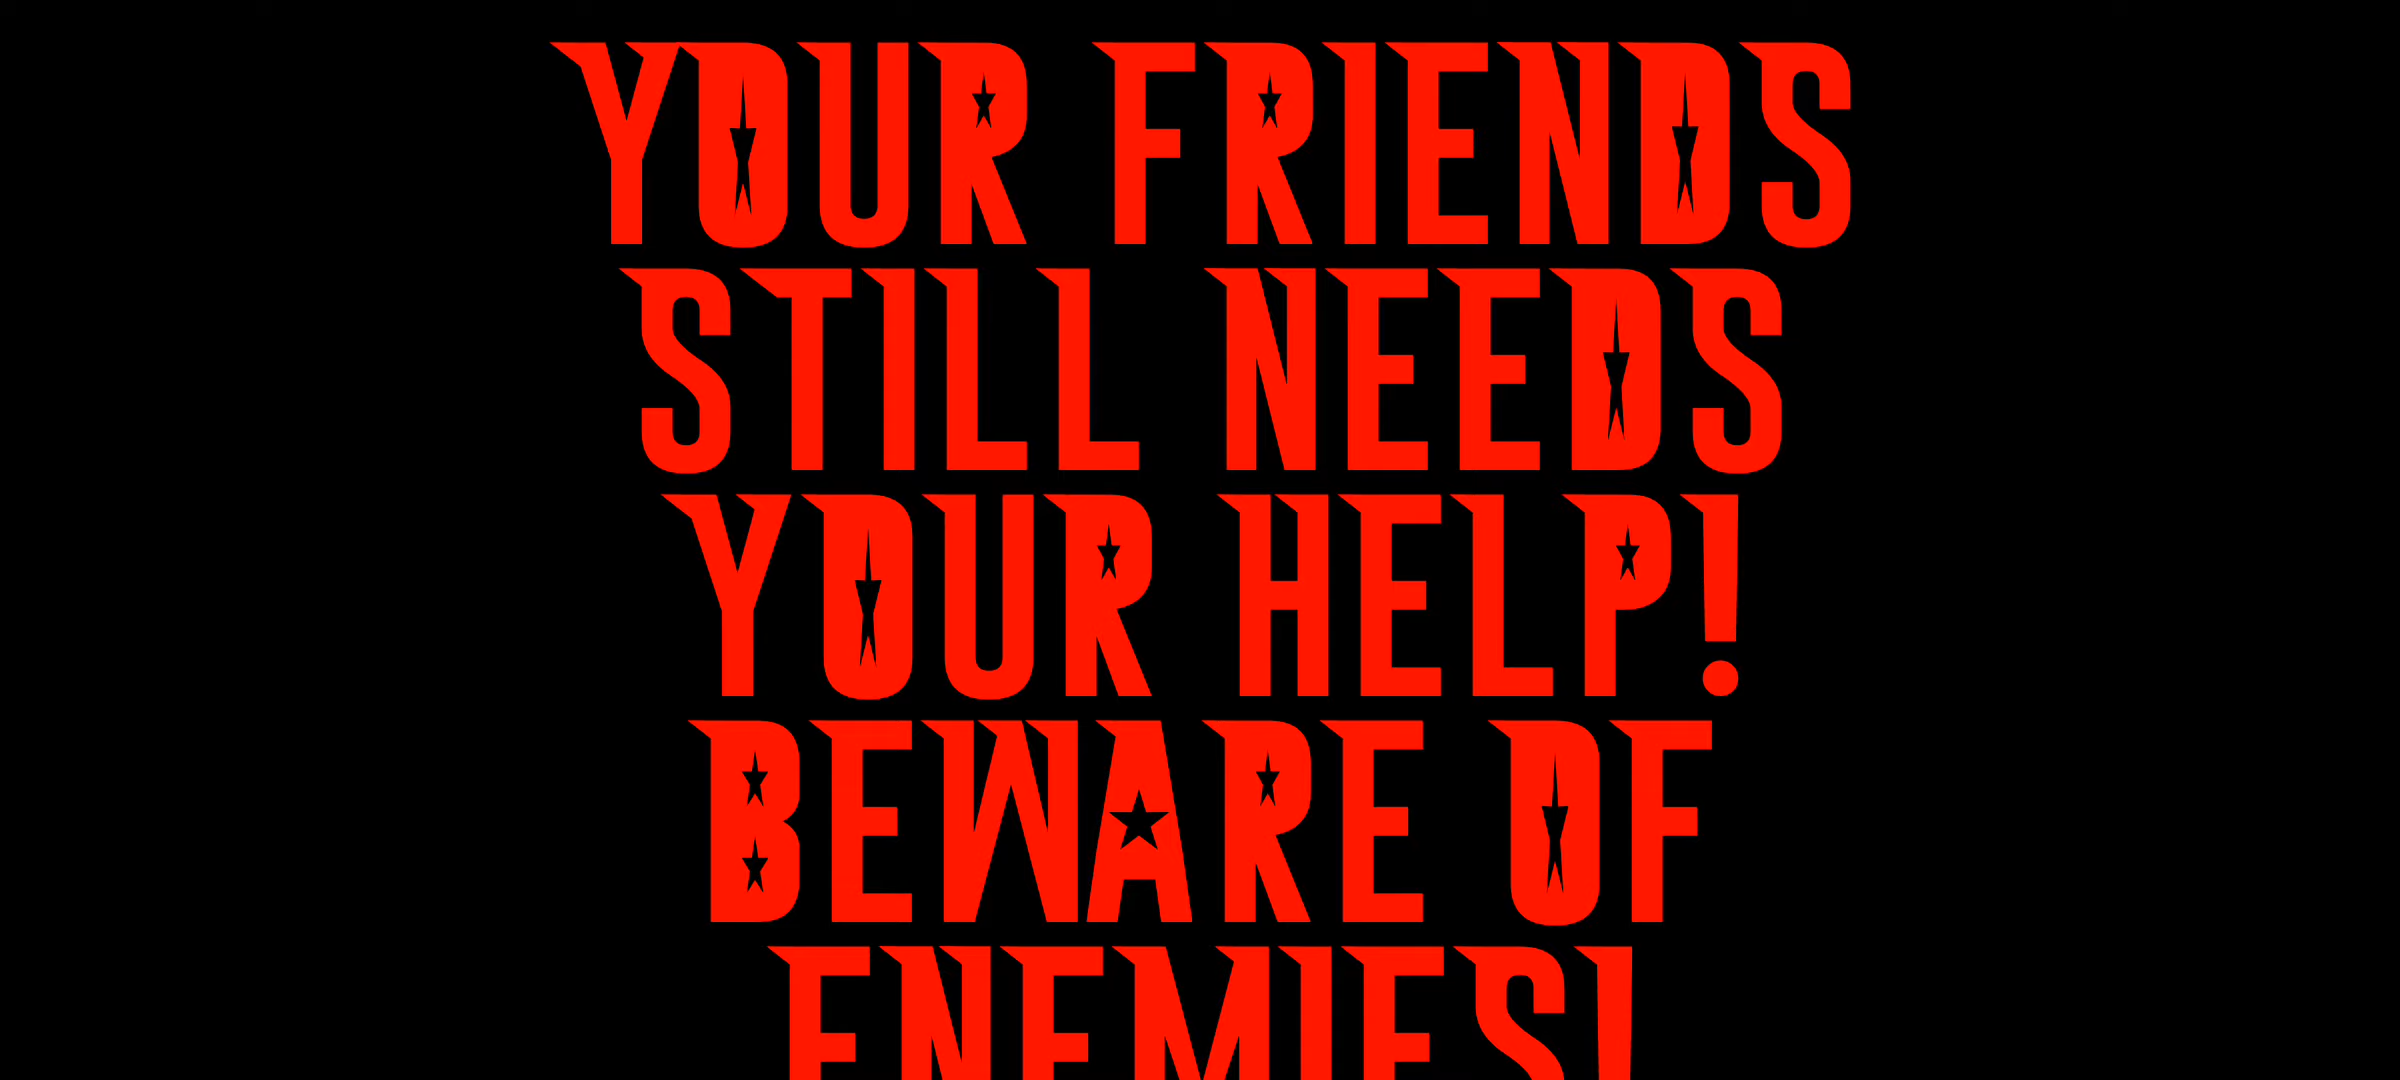 YOUR FRIENDS
STILL NEEDS
YOUR HELP!
BEWARE OF
ENEMIES!